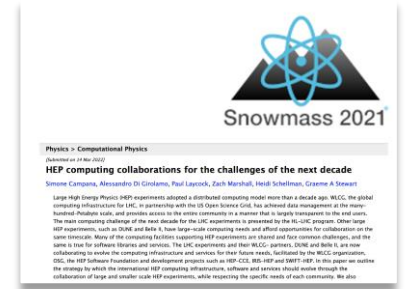 Snowmass 2021
Physics > Computational Physics
[Submitted on 14 Mar 2022]
HEP computing collaborations for the challenges of the next decade
Simone Campana, Alessandro Di Girolamo, Paul Laycock, Zach Marshall, Heidi Schellman, Graeme A Stewart
Large High Energy Physics (HEP) experiments adopted a distributed computing model more than a decade ago. WLCG, the global
computing infrastructure for LHC, in partnership with the US Open Science Grid, has achieved data management at the many-
hundred-Petabyte scale, and provides access to the entire community in a manner that is largely transparent to the end users.
The main computing challenge of the next decade for the LHC experiments is presented by the HL-LHC program. Other large
HEP experiments, such as DUNE and Belle II, have large-scale computing needs and afford opportunities for collaboration on the
same timescale. Many of the computing facilities supporting HEP experiments are shared and face common challenges, and the
same is true for software libraries and services. The LHC experiments and their WLCG- partners, DUNE and Belle II, are now
collaborating to evolve the computing infrastructure and services for their future needs, facilitated by the WLCG organization,
OSG, the HEP Software Foundation and development projects such as HEP-CCE, IRIS-HEP and SWIFT-HEP. In this paper we outline
the strategy by which the international HEP computing infrastructure, software and services should evolve through the
collaboration of large and smaller scale HEP experiments, while respecting the specific needs of each community. We also